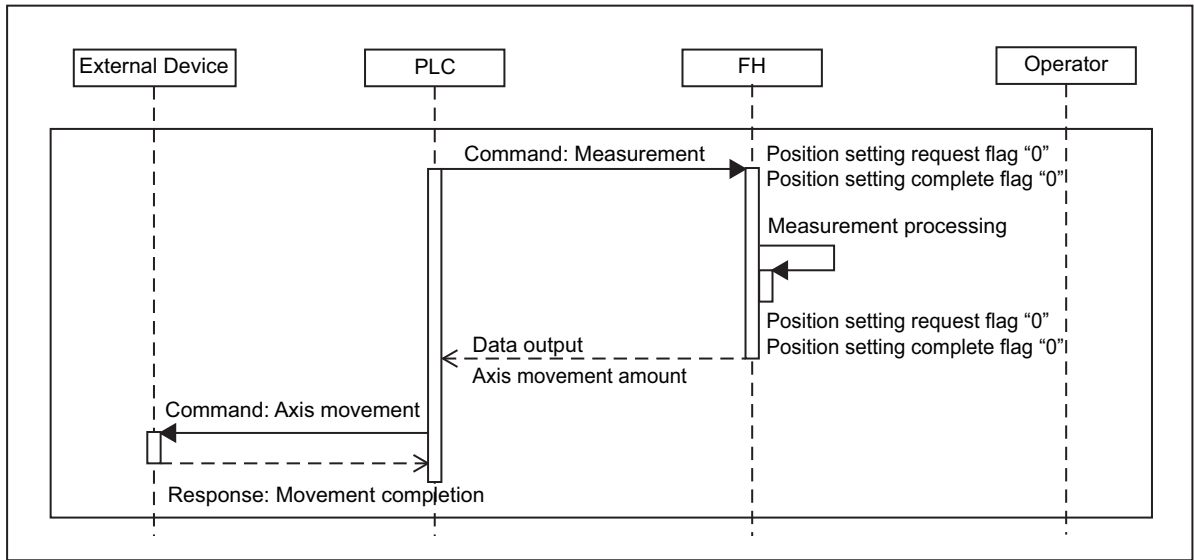 External Device
PLC
FH
Operator
Command: Measurement
Position setting request flag “0”
Position setting complete flag “0”
Measurement processing
Position setting request flag “0”
Position setting complete flag “0”
Data output
Axis movement amount
Command: Axis movement
Response: Movement completion